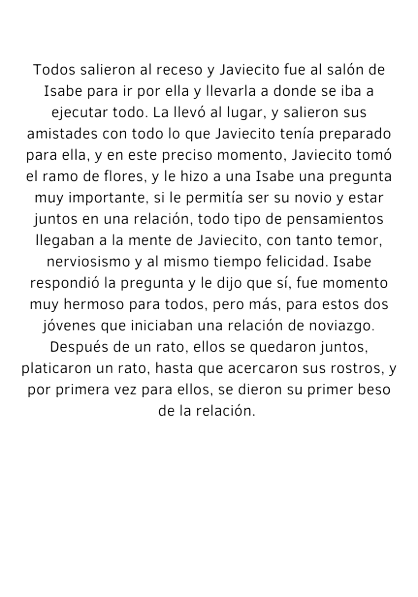 Todos salieron al receso y Javiecito fue al salón de
Isabe para ir por ella y llevarla a donde se iba a
ejecutar todo. La llevó al lugar, y salieron sus
amistades con todo lo que Javiecito tenía preparado
para ella, y en este preciso momento, Javiecito tomó
el ramo de flores, y le hizo a una Isabe una pregunta
muy importante, si le permitía ser su novio y estar
juntos en una relación, todo tipo de pensamientos
llegaban a la mente de Javiecito, con tanto temor,
nerviosismo y al mismo tiempo felicidad. Isabe
respondió la pregunta y le dijo que sí, fue momento
muy hermoso para todos, pero más, para estos dos
jóvenes que iniciaban una relación de noviazgo.
Después de un rato, ellos se quedaron juntos,
platicaron un rato, hasta que acercaron sus rostros, y
por primera vez para ellos, se dieron su primer beso
de la relación.